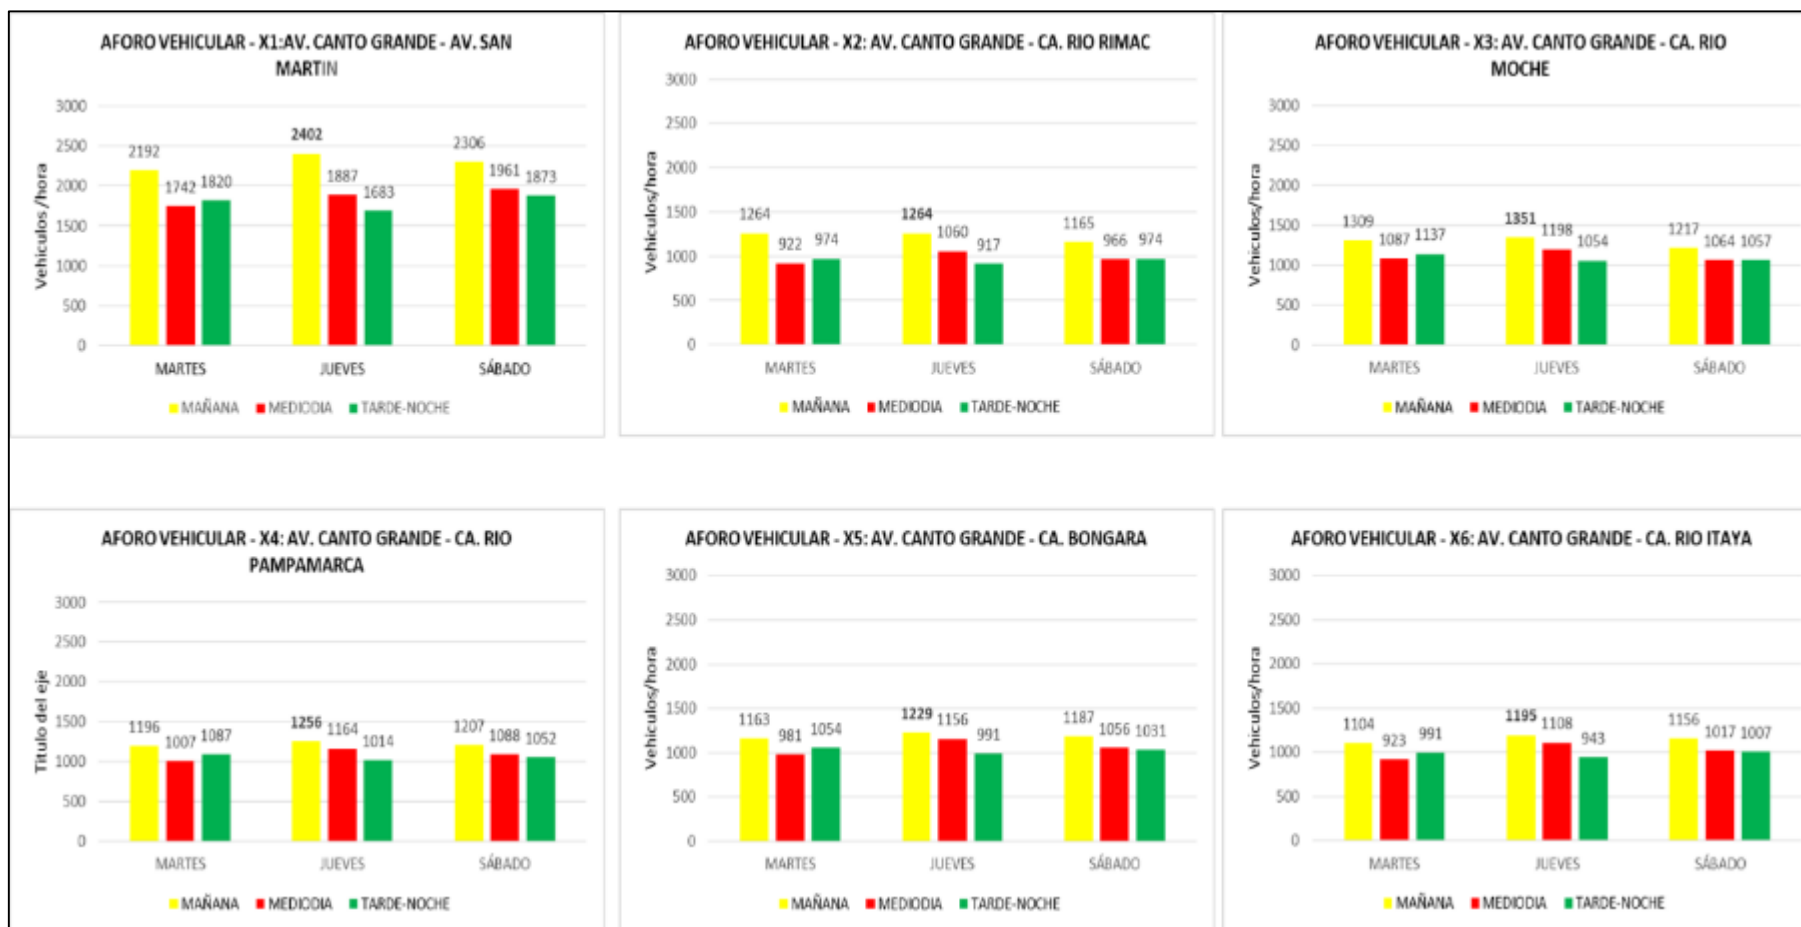 AFORO VEHICULAR - X1:AV. CANTO GRANDE - AV. SAN
MARTIN
Vehiculos/hora
3000
2500
2000
1500
1000
500
0
2192
1742
1820
2402
1887
1683
2306
1961
1873
MARTES
JUEVES
SÁBADO
MAÑANA
MEDIODIA
TARDE-NOCHE
AFORO VEHICULAR - X2: AV. CANTO GRANDE - CA. RIO RIMAC
Vehiculos/hora
3000
2500
2000
1500
1000
500
0
1264
922
974
1264
1060
917
1165
966
974
MARTES
JUEVES
SÁBADO
MAÑANA
MEDIODIA
TARDE-NOCHE
AFORO VEHICULAR - X3: AV. CANTO GRANDE - CA. RIO
MOCHE
Vehiculos/hora
3000
2500
2000
1500
1000
500
0
1309
1087
1137
1351
1198
1054
1217
1064
1057
MARTES
JUEVES
SÁBADO
MAÑANA
MEDIODIA
TARDE-NOCHE
AFORO VEHICULAR - X4: AV. CANTO GRANDE - CA. RIO
PAMPAMARCA
Titulo del eje
3000
2500
2000
1500
1000
500
0
1196
1007
1087
1256
1164
1014
1207
1088
1052
MARTES
JUEVES
SÁBADO
MAÑANA
MEDIODIA
TARDE-NOCHE
AFORO VEHICULAR - X5: AV. CANTO GRANDE - CA. BONGARA
Vehiculos/hora
3000
2500
2000
1500
1000
500
0
1163
981
1054
1229
1156
991
1187
1056
1031
MARTES
JUEVES
SÁBADO
MAÑANA
MEDIODIA
TARDE-NOCHE
AFORO VEHICULAR - X6: AV. CANTO GRANDE - CA. RIO ITAYA
Vehiculos/hora
3000
2500
2000
1500
1000
500
0
1104
923
991
1195
1108
943
1156
1017
1007
MARTES
JUEVES
SÁBADO
MAÑANA
MEDIODIA
TARDE-NOCHE